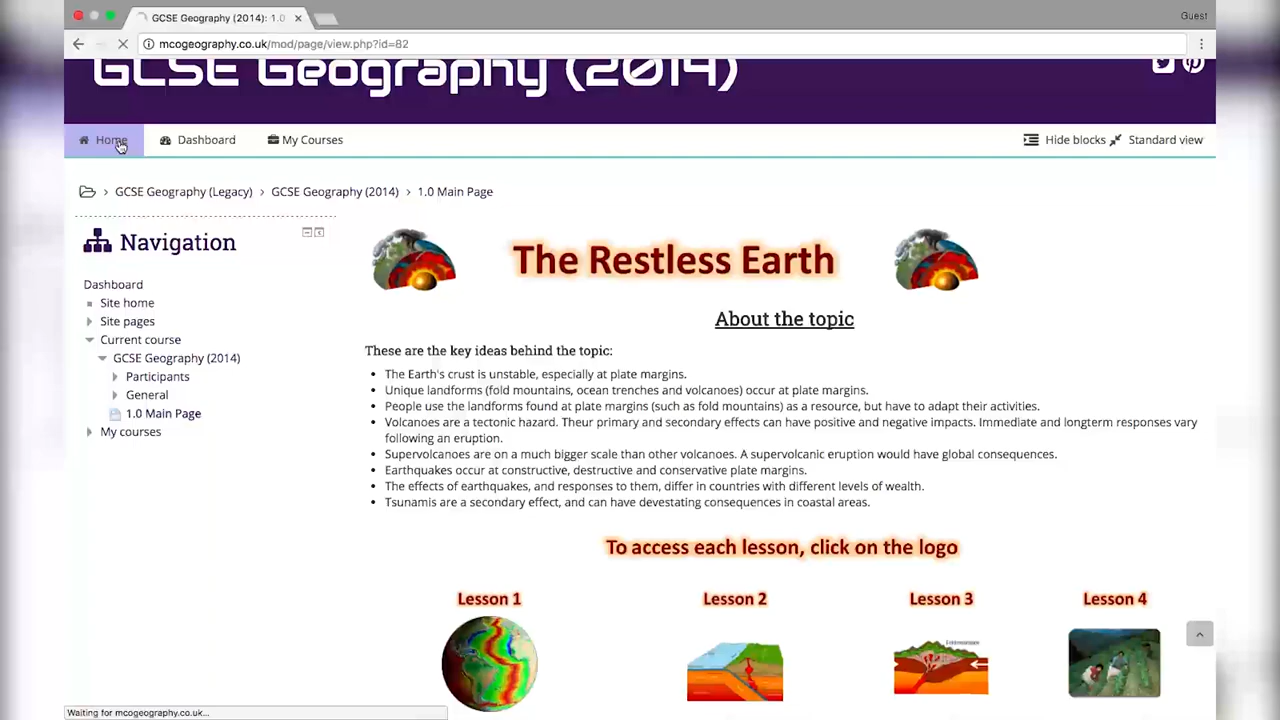 GCSE Geography (2014): 1.0
Guest
mcogeography.co.uk/mod/page/view.php?id=82
GCSE Geography (2014)
Home
Dashboard
My Courses
Hide blocks
Standard view
GCSE Geography (Legacy) > GCSE Geography (2014) > 1.0 Main Page
Navigation
Dashboard
Site home
Site pages
Current course
GCSE Geography (2014)
Participants
General
1.0 Main Page
My courses
The Restless Earth
About the topic
These are the key ideas behind the topic:
• The Earth's crust is unstable, especially at plate margins.
• Unique landforms (fold mountains, ocean trenches and volcanoes) occur at plate margins.
• People use the landforms found at plate margins (such as fold mountains) as a resource, but have to adapt their activities.
• Volcanoes are a tectonic hazard. Theur primary and secondary effects can have positive and negative impacts. Immediate and longterm responses vary
following an eruption.
• Supervolcanoes are on a much bigger scale than other volcanoes. A supervolcanic eruption would have global consequences.
• Earthquakes occur at constructive, destructive and conservative plate margins.
• The effects of earthquakes, and responses to them, differ in countries with different levels of wealth.
• Tsunamis are a secondary effect, and can have devestating consequences in coastal areas.
To access each lesson, click on the logo
Lesson 1
Lesson 2
Lesson 3
Lesson 4
Waiting for mcogeography.co.uk...